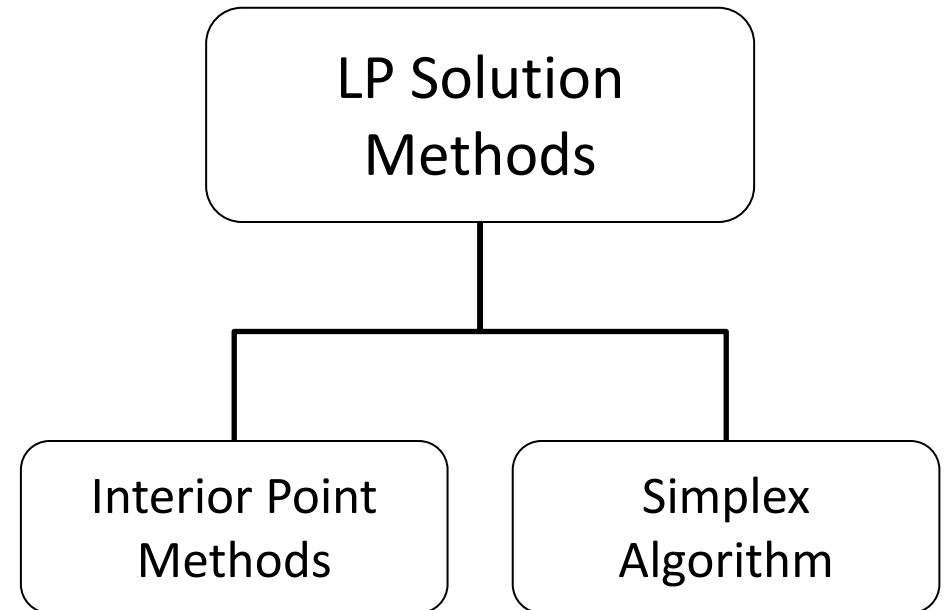 LP Solution
Methods
Interior Point
Methods
Simplex
Algorithm